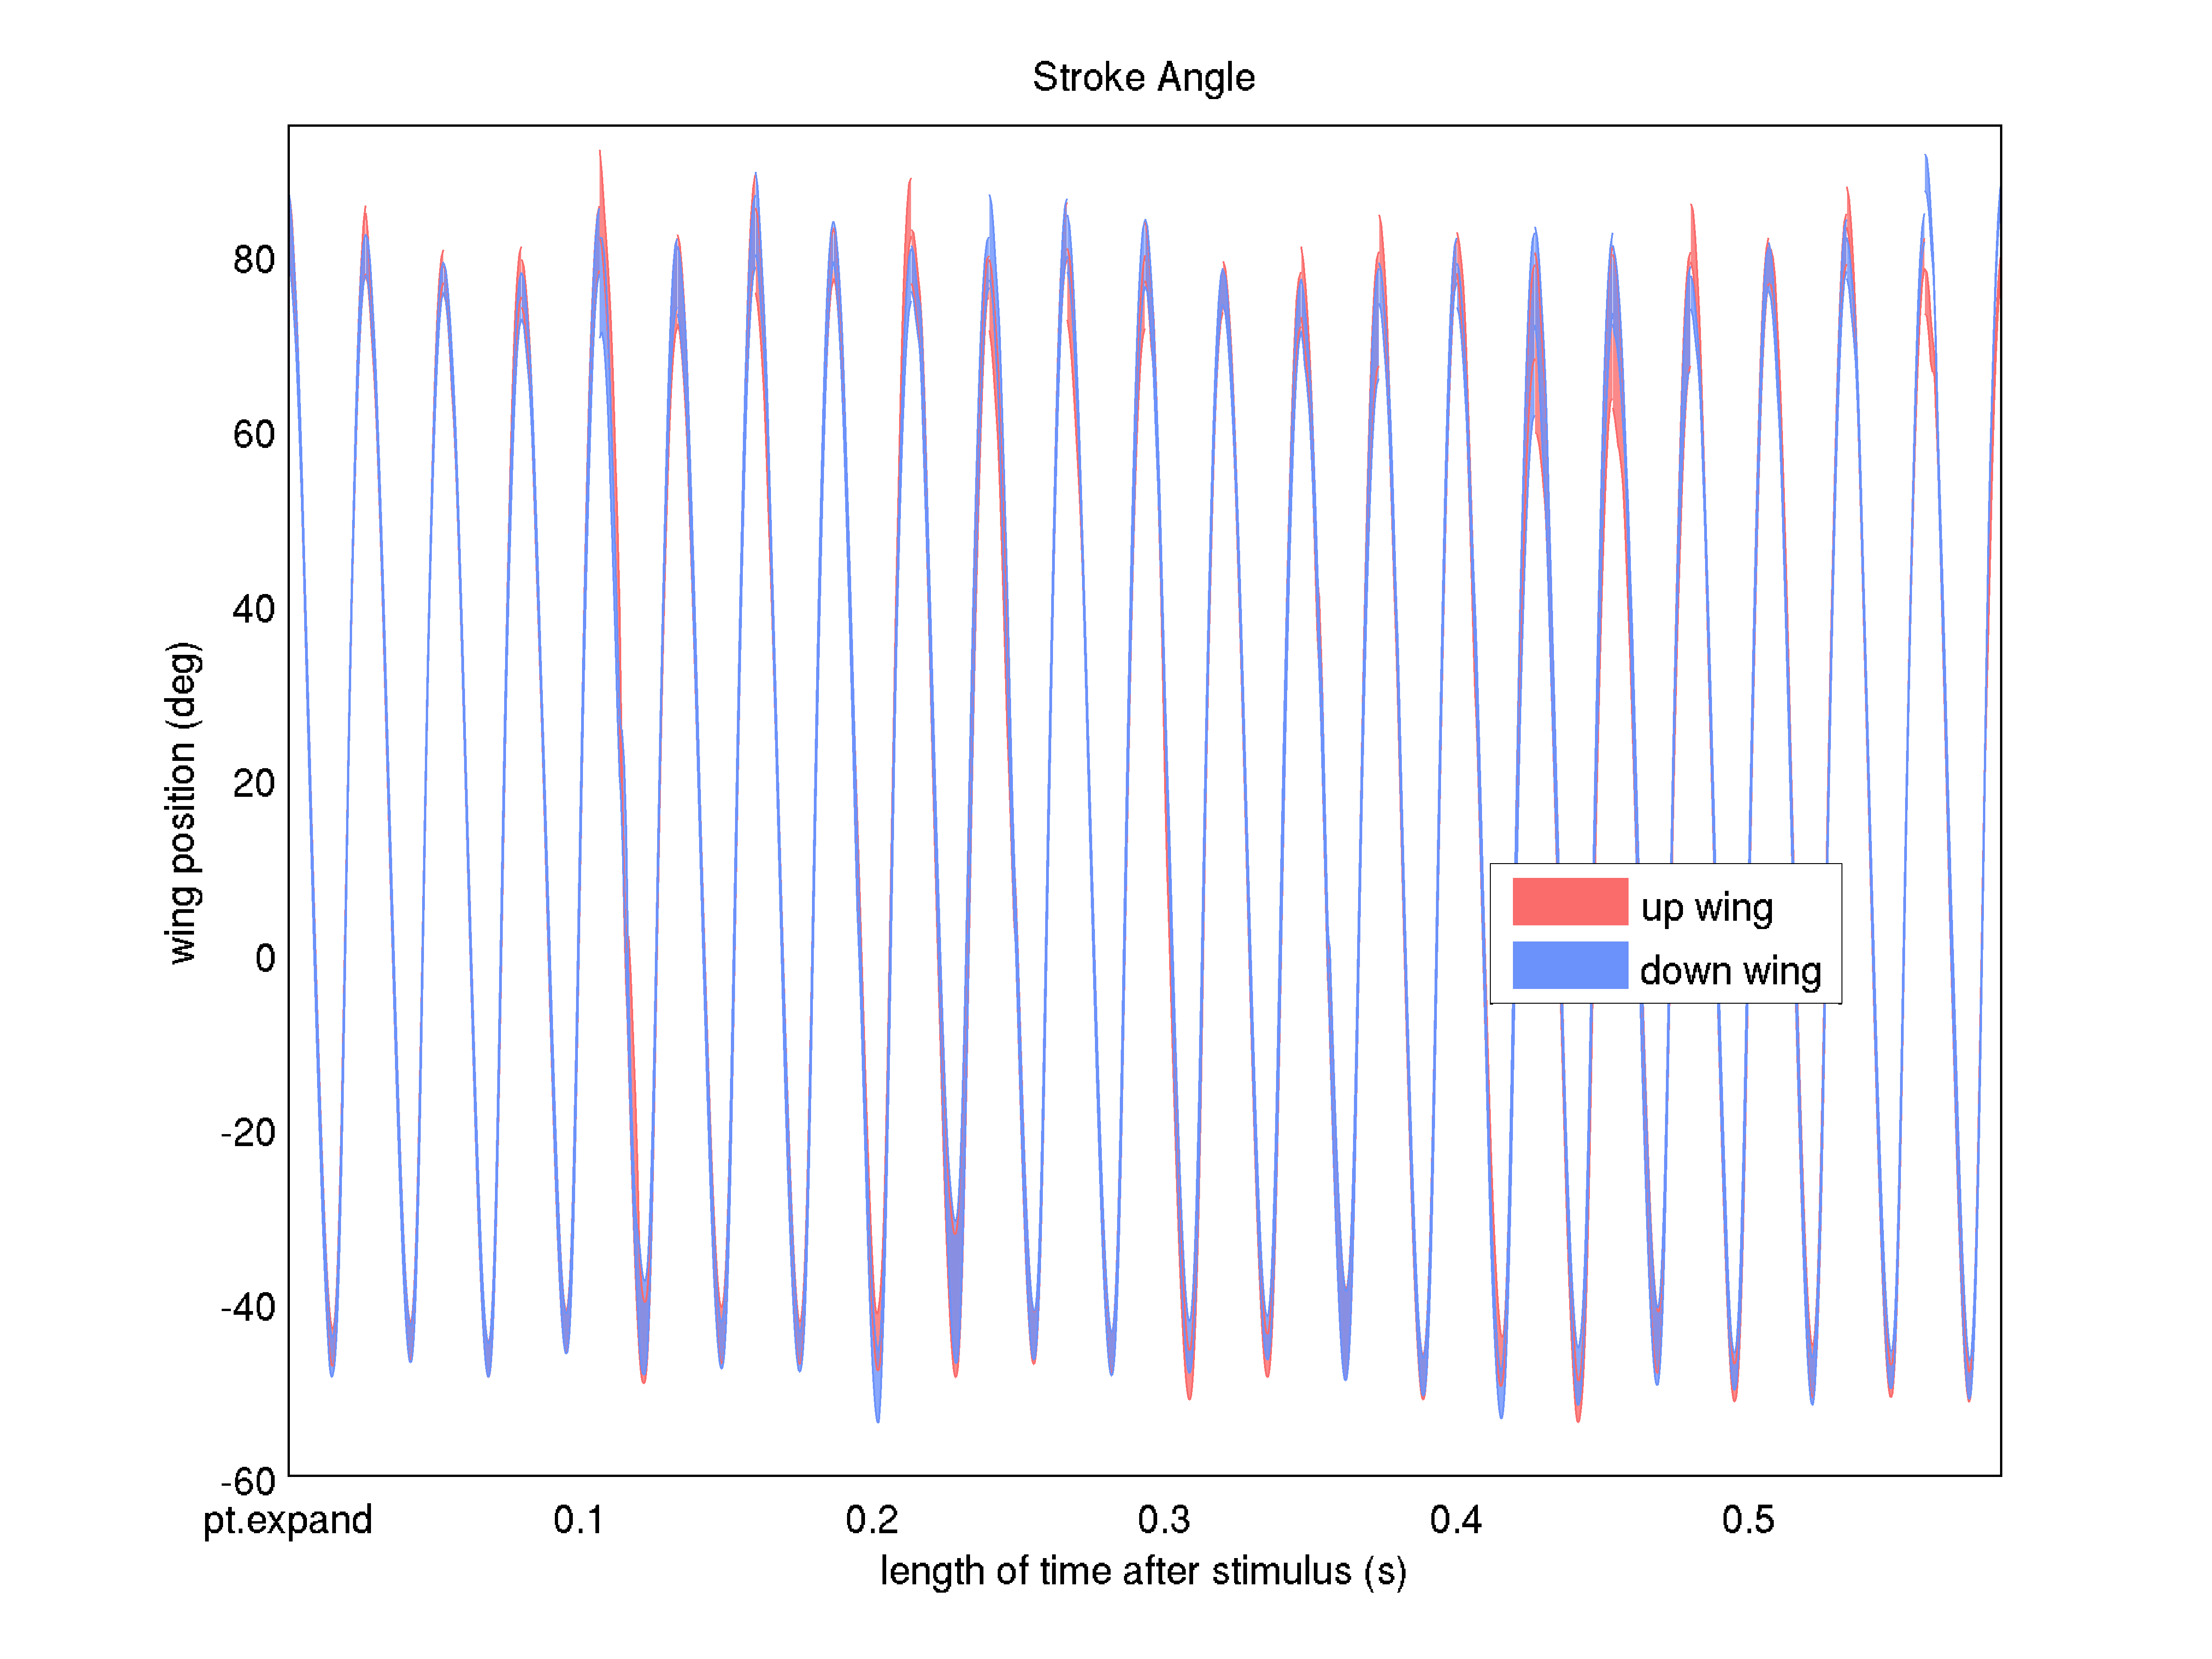 Stroke Angle
80
60
40
20
0
-20
-40
-60
wing position (deg)
up wing
down wing
pt.expand 0.1 0.2 0.3 0.4 0.5
length of time after stimulus (s)